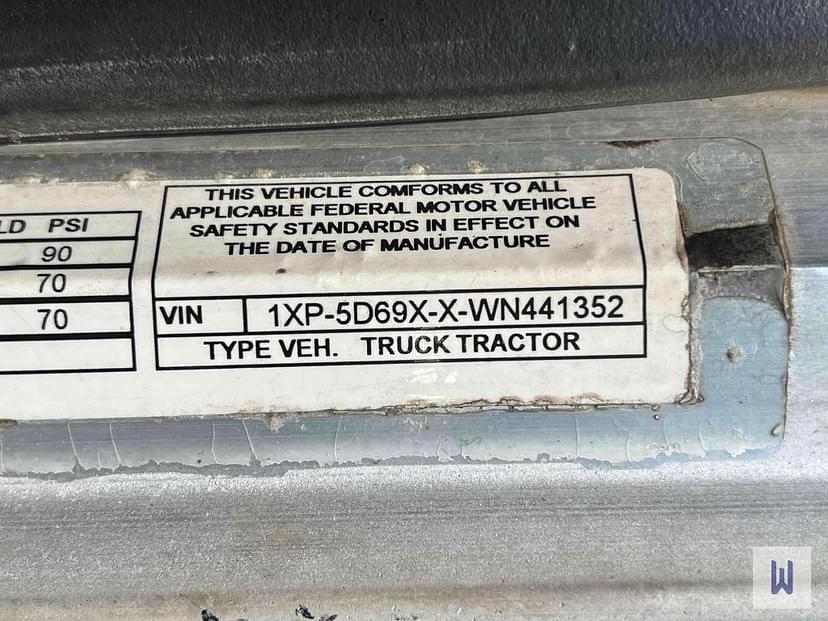 LD PSI
90
70
70
THIS VEHICLE COMFORMS TO ALL
APPLICABLE FEDERAL MOTOR VEHICLE
SAFETY STANDARDS IN EFFECT ON
THE DATE OF MANUFACTURE
VIN 1XP-5D69X-X-WN441352
TYPE VEH. TRUCK TRACTOR
W